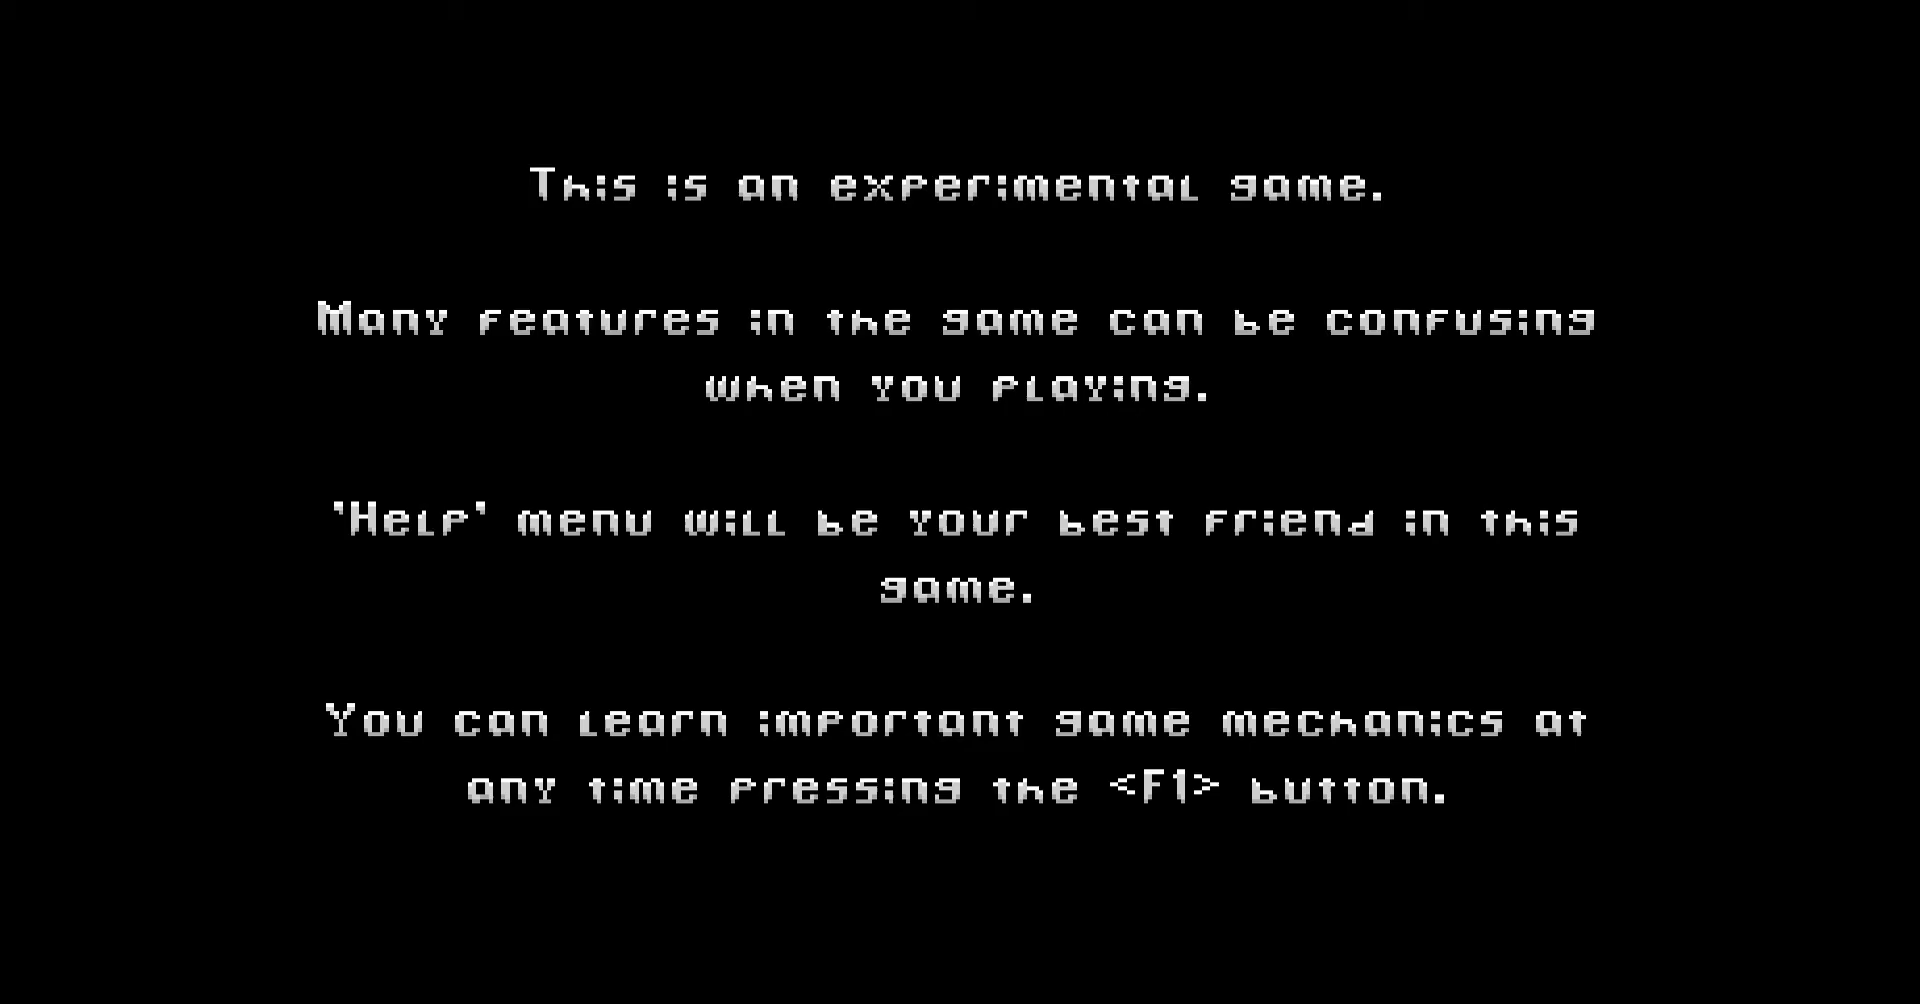 This is an experimental game.
Many features in the game can be confusing
when you playing.
'Help' menu will be your best friend in this
game.
You can learn important game mechanics at
any time pressing the <F1> button.